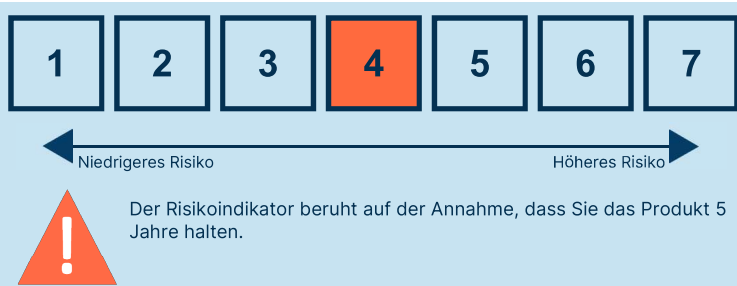 1 2 3 4 5 6 7
Niedrigeres Risiko Höheres Risiko
Der Risikoindikator beruht auf der Annahme, dass Sie das Produkt 5
Jahre halten.
!